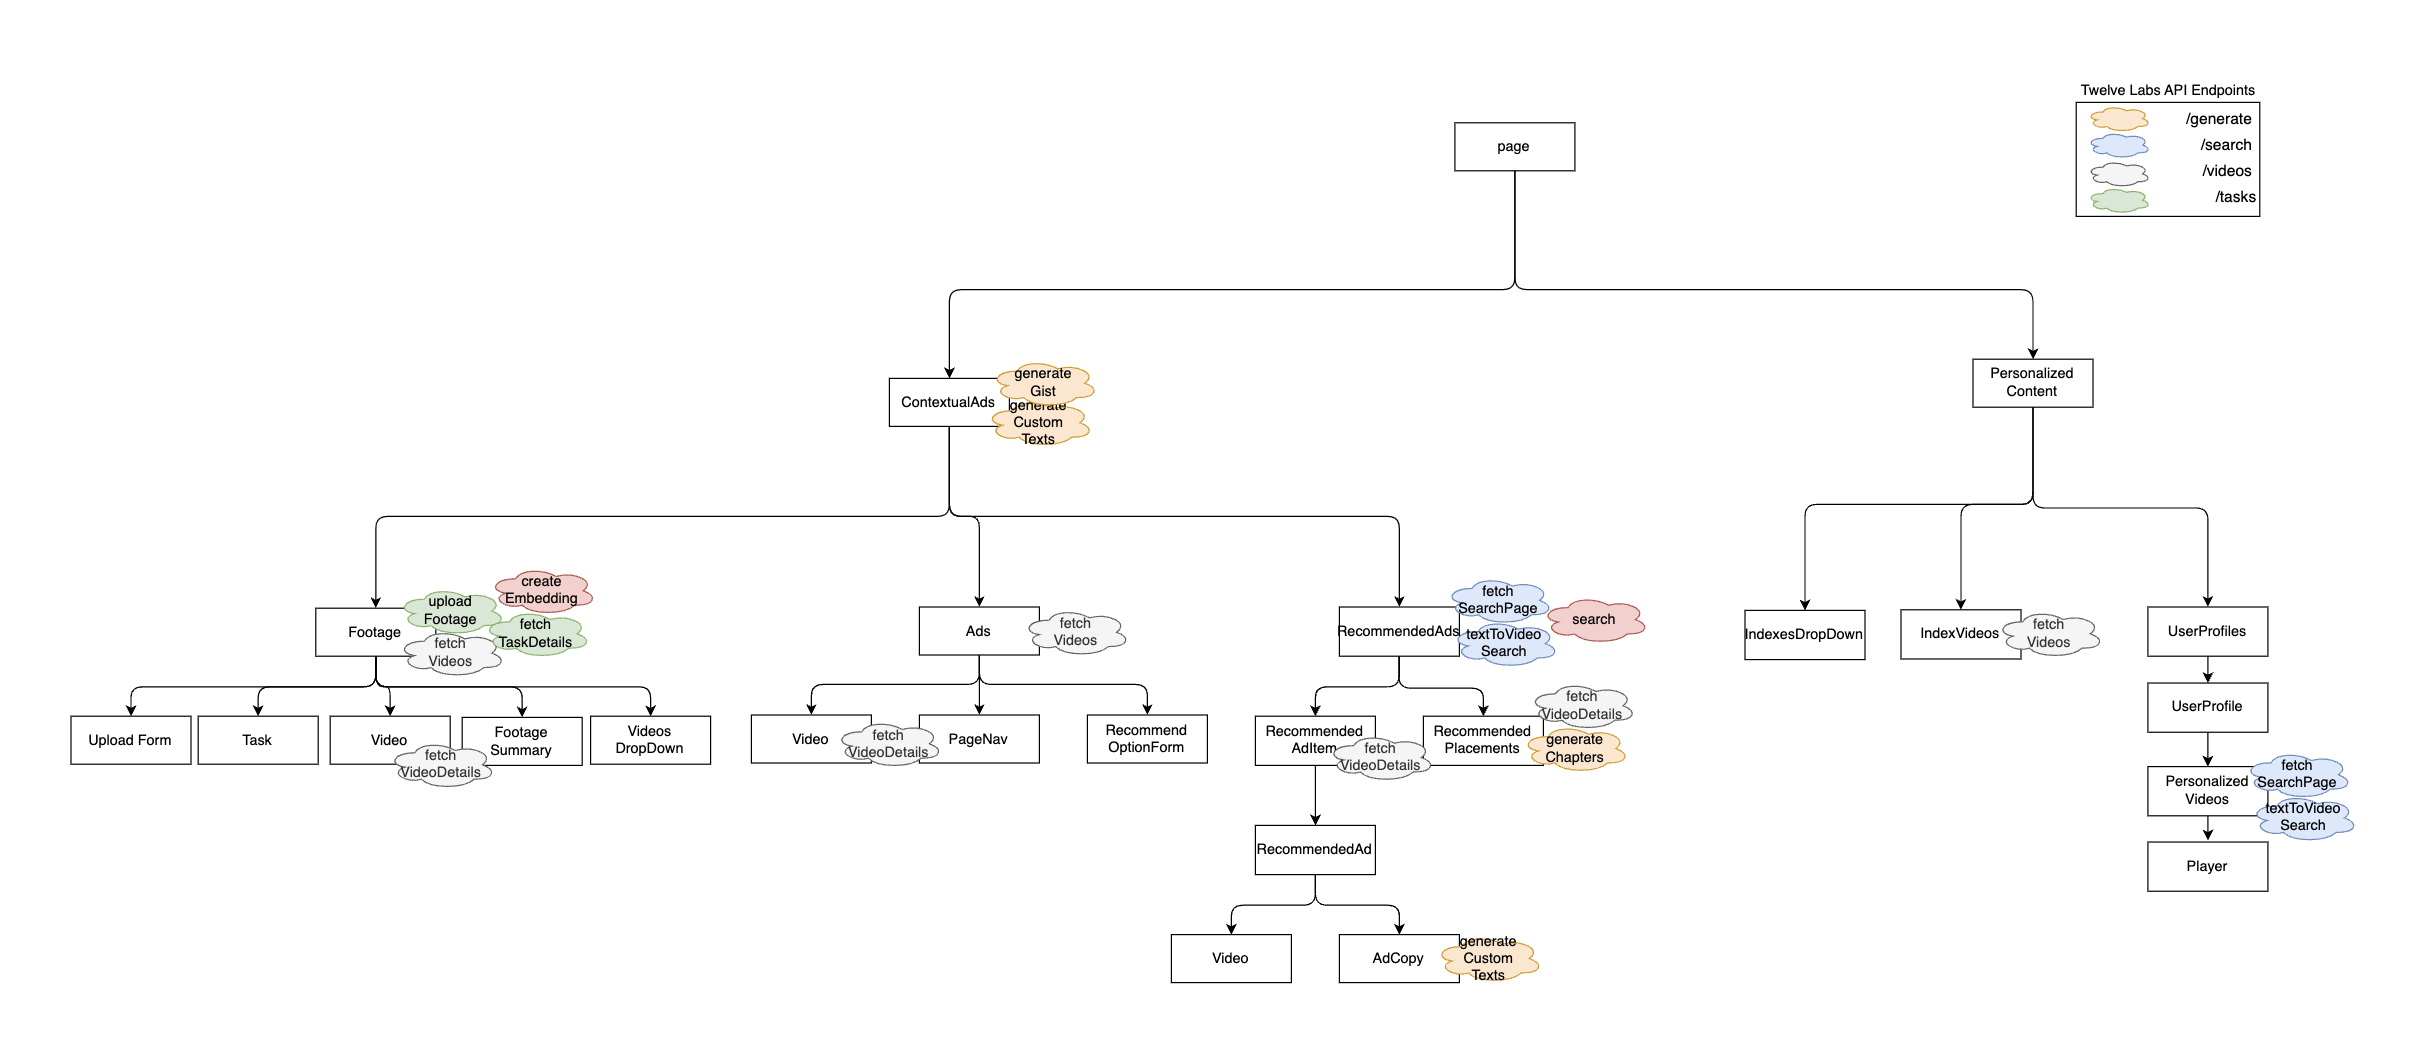 Twelve Labs API Endpoints
/generate
/search
/videos
/tasks
page
ContextualAds
generate
Gist
generate
Custom
Texts
Personalized
Content
Footage
upload
Footage
create
Embedding
fetch
TaskDetails
fetch
Videos
Ads
fetch
Videos
RecommendedAds
fetch
SearchPage
textToVideo
Search
search
IndexesDropDown
IndexVideos
fetch
Videos
UserProfiles
Upload Form
Task
Video
fetch
VideoDetails
Footage
Summary
Videos
DropDown
Video
fetch
VideoDetails
PageNav
Recommend
OptionForm
Recommended
AdItem
fetch
VideoDetails
Recommended
Placements
fetch
VideoDetails
generate
Chapters
UserProfile
Personalized
Videos
fetch
SearchPage
textToVideo
Search
RecommendedAd
Player
Video
AdCopy
generate
Custom
Texts